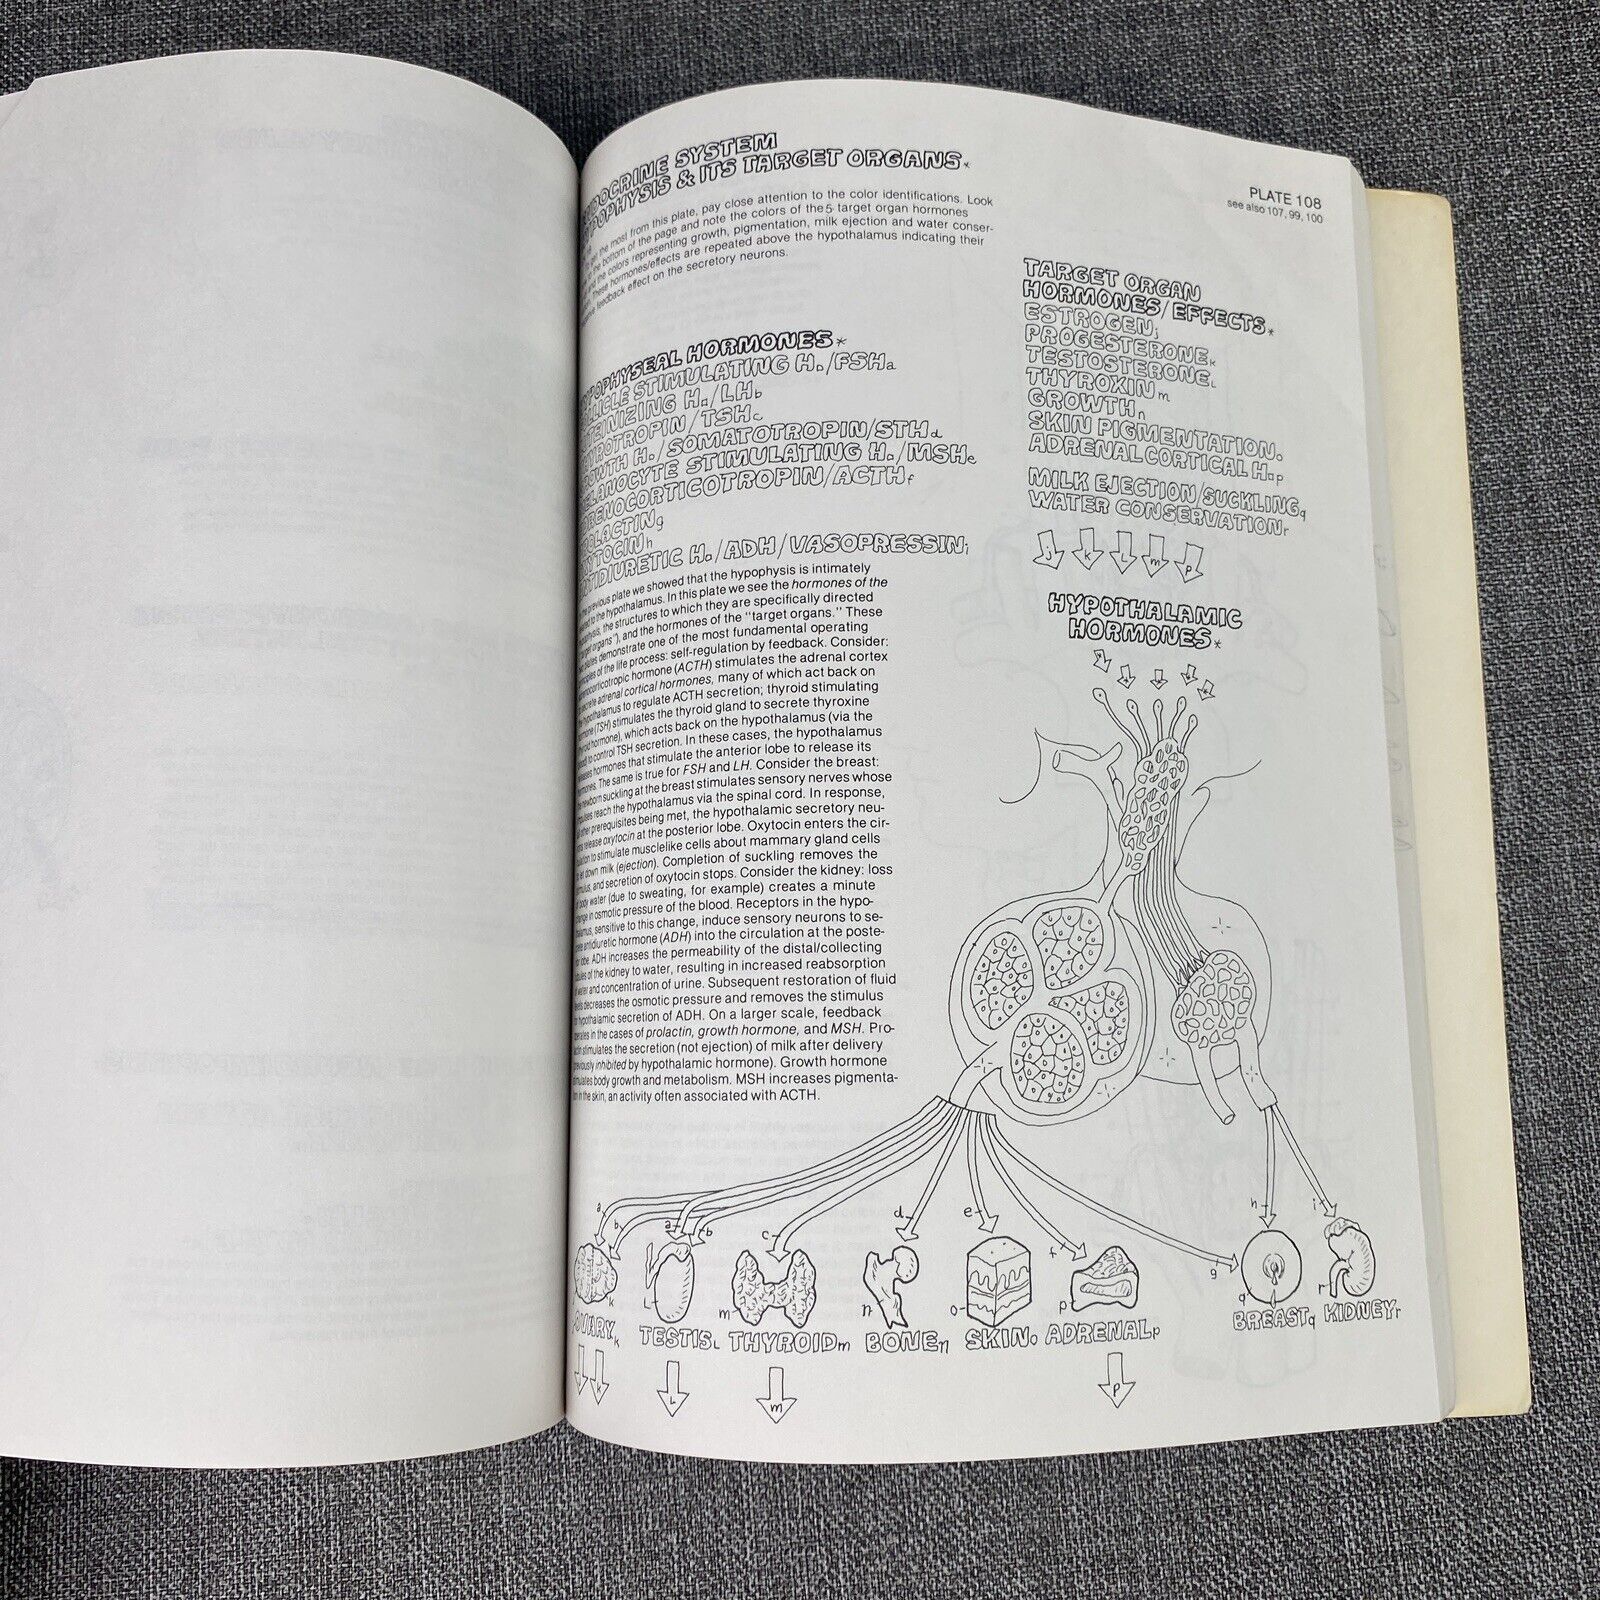 SYSTEM
& ITS TARGET ORGANS*
PLATE 108
see also 107, 99, 100
most from this plate, pay close attention to the color identifications. Look
bottom of the page and note the colors of the 5 target organ hormones
and the colors representing growth, pigmentation, milk ejection and water conser-
These hormones/effects are repeated above the hypothalamus indicating their
feedback effect on the secretory neurons.
HORMONES*
STIMULATING H./FSH a
H./LH b
/TSH c
H./SOMATOTROPIN/STH d
STIMULATING H./MSH e
/ACTH f
g
h
H./ADH/VASOPRESSIN i
previous plate we showed that the hypophysis is intimately
to the hypothalamus. In this plate we see the hormones of the
the structures to which they are specifically directed
organs"), and the hormones of the "target organs." These
demonstrate one of the most fundamental operating
of the life process: self-regulation by feedback. Consider:
hormone (ACTH) stimulates the adrenal cortex
adrenal cortical hormones, many of which act back on
to regulate ACTH secretion; thyroid stimulating
(TSH) stimulates the thyroid gland to secrete thyroxine
hormone), which acts back on the hypothalamus (via the
to control TSH secretion. In these cases, the hypothalamus
hormones that stimulate the anterior lobe to release its
The same is true for FSH and LH. Consider the breast:
newborn suckling at the breast stimulates sensory nerves whose
reach the hypothalamus via the spinal cord. In response,
other prerequisites being met, the hypothalamic secretory neu-
release oxytocin at the posterior lobe. Oxytocin enters the cir-
to stimulate musclelike cells about mammary gland cells
let down milk (ejection). Completion of suckling removes the
and secretion of oxytocin stops. Consider the kidney: loss
body water (due to sweating, for example) creates a minute
in osmotic pressure of the blood. Receptors in the hypo-
sensitive to this change, induce sensory neurons to se-
antidiuretic hormone (ADH) into the circulation at the poste-
lobe. ADH increases the permeability of the distal/collecting
of the kidney to water, resulting in increased reabsorption
and concentration of urine. Subsequent restoration of fluid
decreases the osmotic pressure and removes the stimulus
hypothalamic secretion of ADH. On a larger scale, feedback
in the cases of prolactin, growth hormone, and MSH. Pro-
stimulates the secretion (not ejection) of milk after delivery
inhibited by hypothalamic hormone). Growth hormone
body growth and metabolism. MSH increases pigmenta-
in the skin, an activity often associated with ACTH.
TARGET ORGAN
HORMONES/EFFECTS*
ESTROGEN j
PROGESTERONE k
TESTOSTERONE L
THYROXIN m
GROWTH n
SKIN PIGMENTATION o
ADRENAL CORTICAL H. p
MILK EJECTION/SUCKLING q
WATER CONSERVATION r
j k L m p
HYPOTHALAMIC
HORMONES*
a b a b c d e f g h i
k L m n o p q r
OVARY k TESTIS L THYROID m BONE n SKIN o ADRENAL p BREAST q KIDNEY r
j k L m p